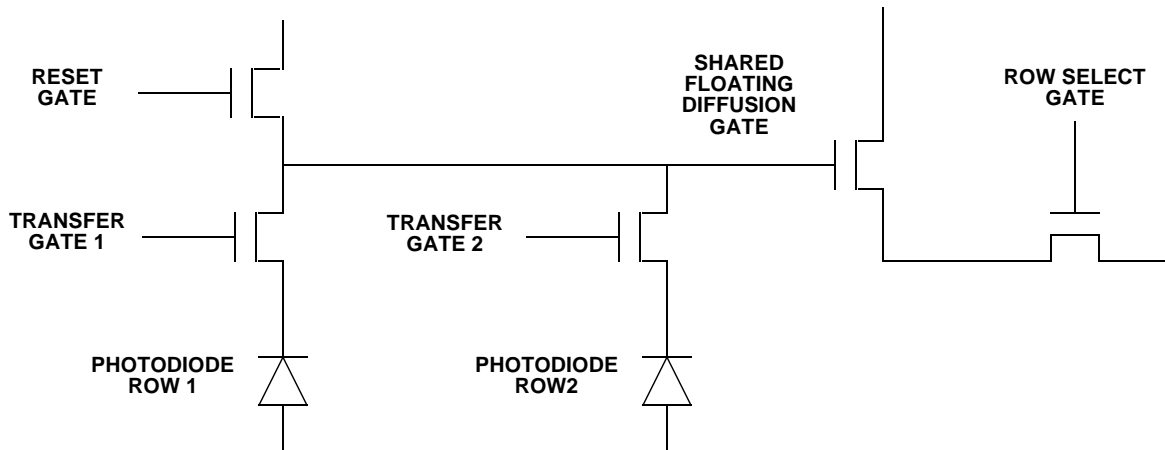 RESET
GATE
SHARED
FLOATING
DIFFUSION
GATE
ROW SELECT
GATE
TRANSFER
GATE 1
TRANSFER
GATE 2
PHOTODIODE
ROW 1
PHOTODIODE
ROW2